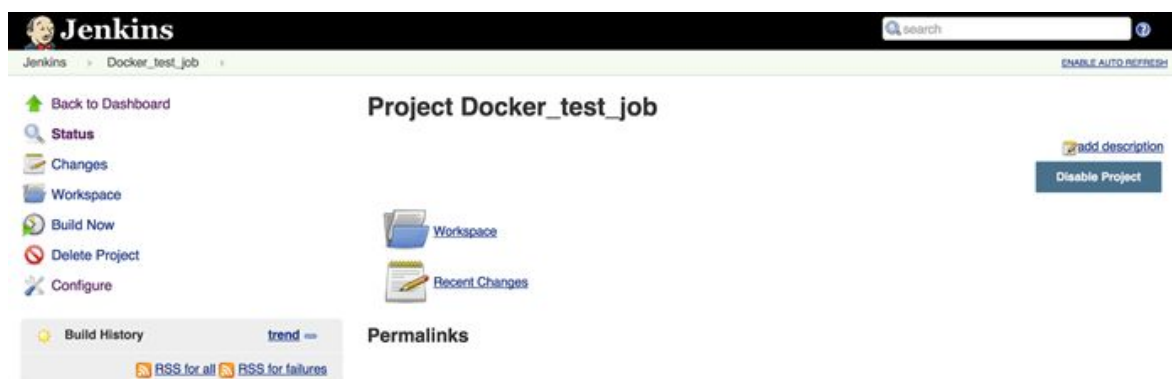 Jenkins
search
Jenkins Docker_test_job
ENABLE AUTO REFRESH
Back to Dashboard
Status
Changes
Workspace
Build Now
Delete Project
Configure
Build History trend
RSS for all RSS for failures
Project Docker_test_job
add description
Disable Project
Workspace
Recent Changes
Permalinks